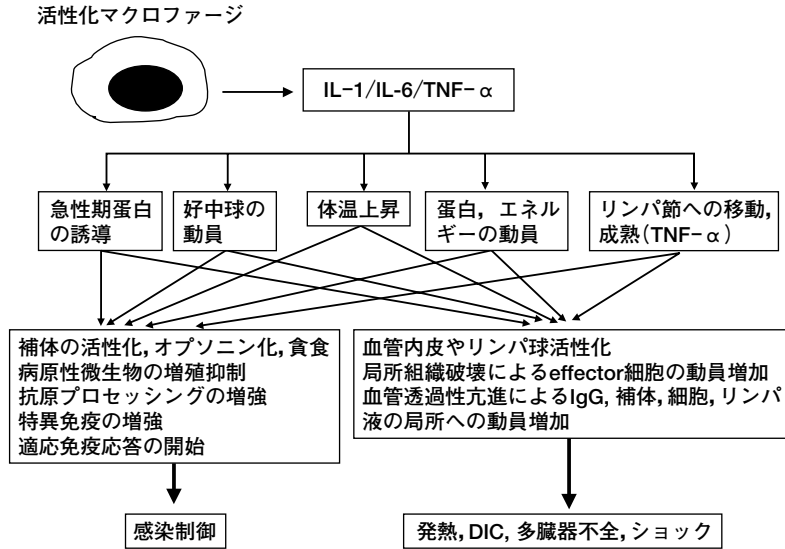 活性化マクロファージ
IL-1/IL-6/TNF-α
急性期蛋白
の誘導
好中球の
動員
体温上昇
蛋白,エネル
ギーの動員
リンパ節への移動,
成熟(TNF-α)
補体の活性化,オプソニン化,貪食
病原性微生物の増殖抑制
抗原プロセッシングの増強
特異免疫の増強
適応免疫応答の開始
血管内皮やリンパ球活性化
局所組織破壊によるeffector細胞の動員増加
血管透過性亢進によるIgG, 補体,細胞,リンパ
液の局所への動員増加
感染制御
発熱,DIC, 多臓器不全,ショック